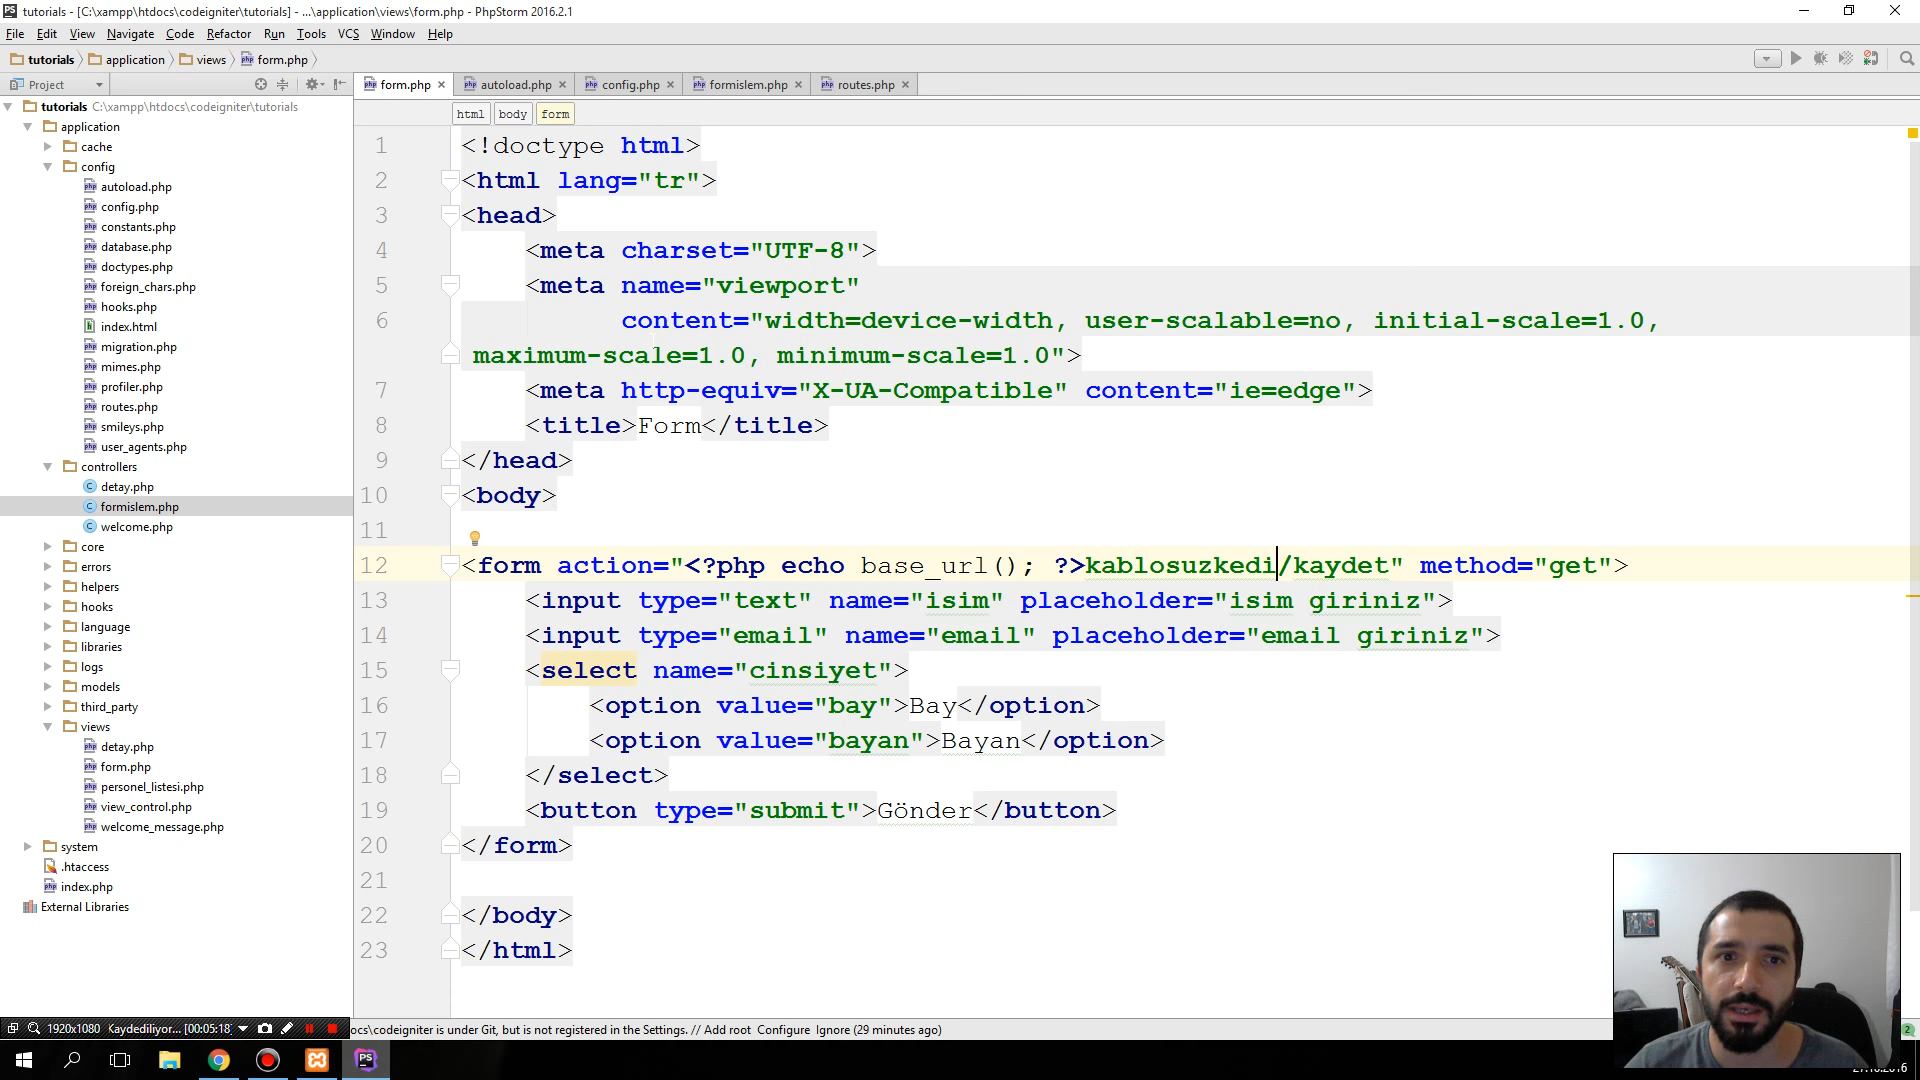 tutorials - [C:\xampp\htdocs\codeigniter\tutorials] - ...\application\views\form.php - PhpStorm 2016.2.1
File Edit View Navigate Code Refactor Run Tools VCS Window Help
tutorials application views form.php
Project
form.php autoload.php config.php formislem.php routes.php
html body form
tutorials C:\xampp\htdocs\codeigniter\tutorials
application
cache
config
autoload.php
config.php
constants.php
database.php
doctypes.php
foreign_chars.php
hooks.php
index.html
migration.php
mimes.php
profiler.php
routes.php
smileys.php
user_agents.php
controllers
detay.php
formislem.php
welcome.php
core
errors
helpers
hooks
language
libraries
logs
models
third_party
views
detay.php
form.php
personel_listesi.php
view_control.php
welcome_message.php
system
.htaccess
index.php
External Libraries
1 <!doctype html>
2 <html lang="tr">
3 <head>
4 <meta charset="UTF-8">
5 <meta name="viewport"
6 content="width=device-width, user-scalable=no, initial-scale=1.0,
maximum-scale=1.0, minimum-scale=1.0">
7 <meta http-equiv="X-UA-Compatible" content="ie=edge">
8 <title>Form</title>
9 </head>
10 <body>
11
12 <form action="<?php echo base_url(); ?>kablosuzkedi/kaydet" method="get">
13 <input type="text" name="isim" placeholder="isim giriniz">
14 <input type="email" name="email" placeholder="email giriniz">
15 <select name="cinsiyet">
16 <option value="bay">Bay</option>
17 <option value="bayan">Bayan</option>
18 </select>
19 <button type="submit">Gönder</button>
20 </form>
21
22 </body>
23 </html>
1920x1080 Kaydediliyor... [00:05:18]
ocs\codeigniter is under Git, but is not registered in the Settings. // Add root Configure Ignore (29 minutes ago)
2